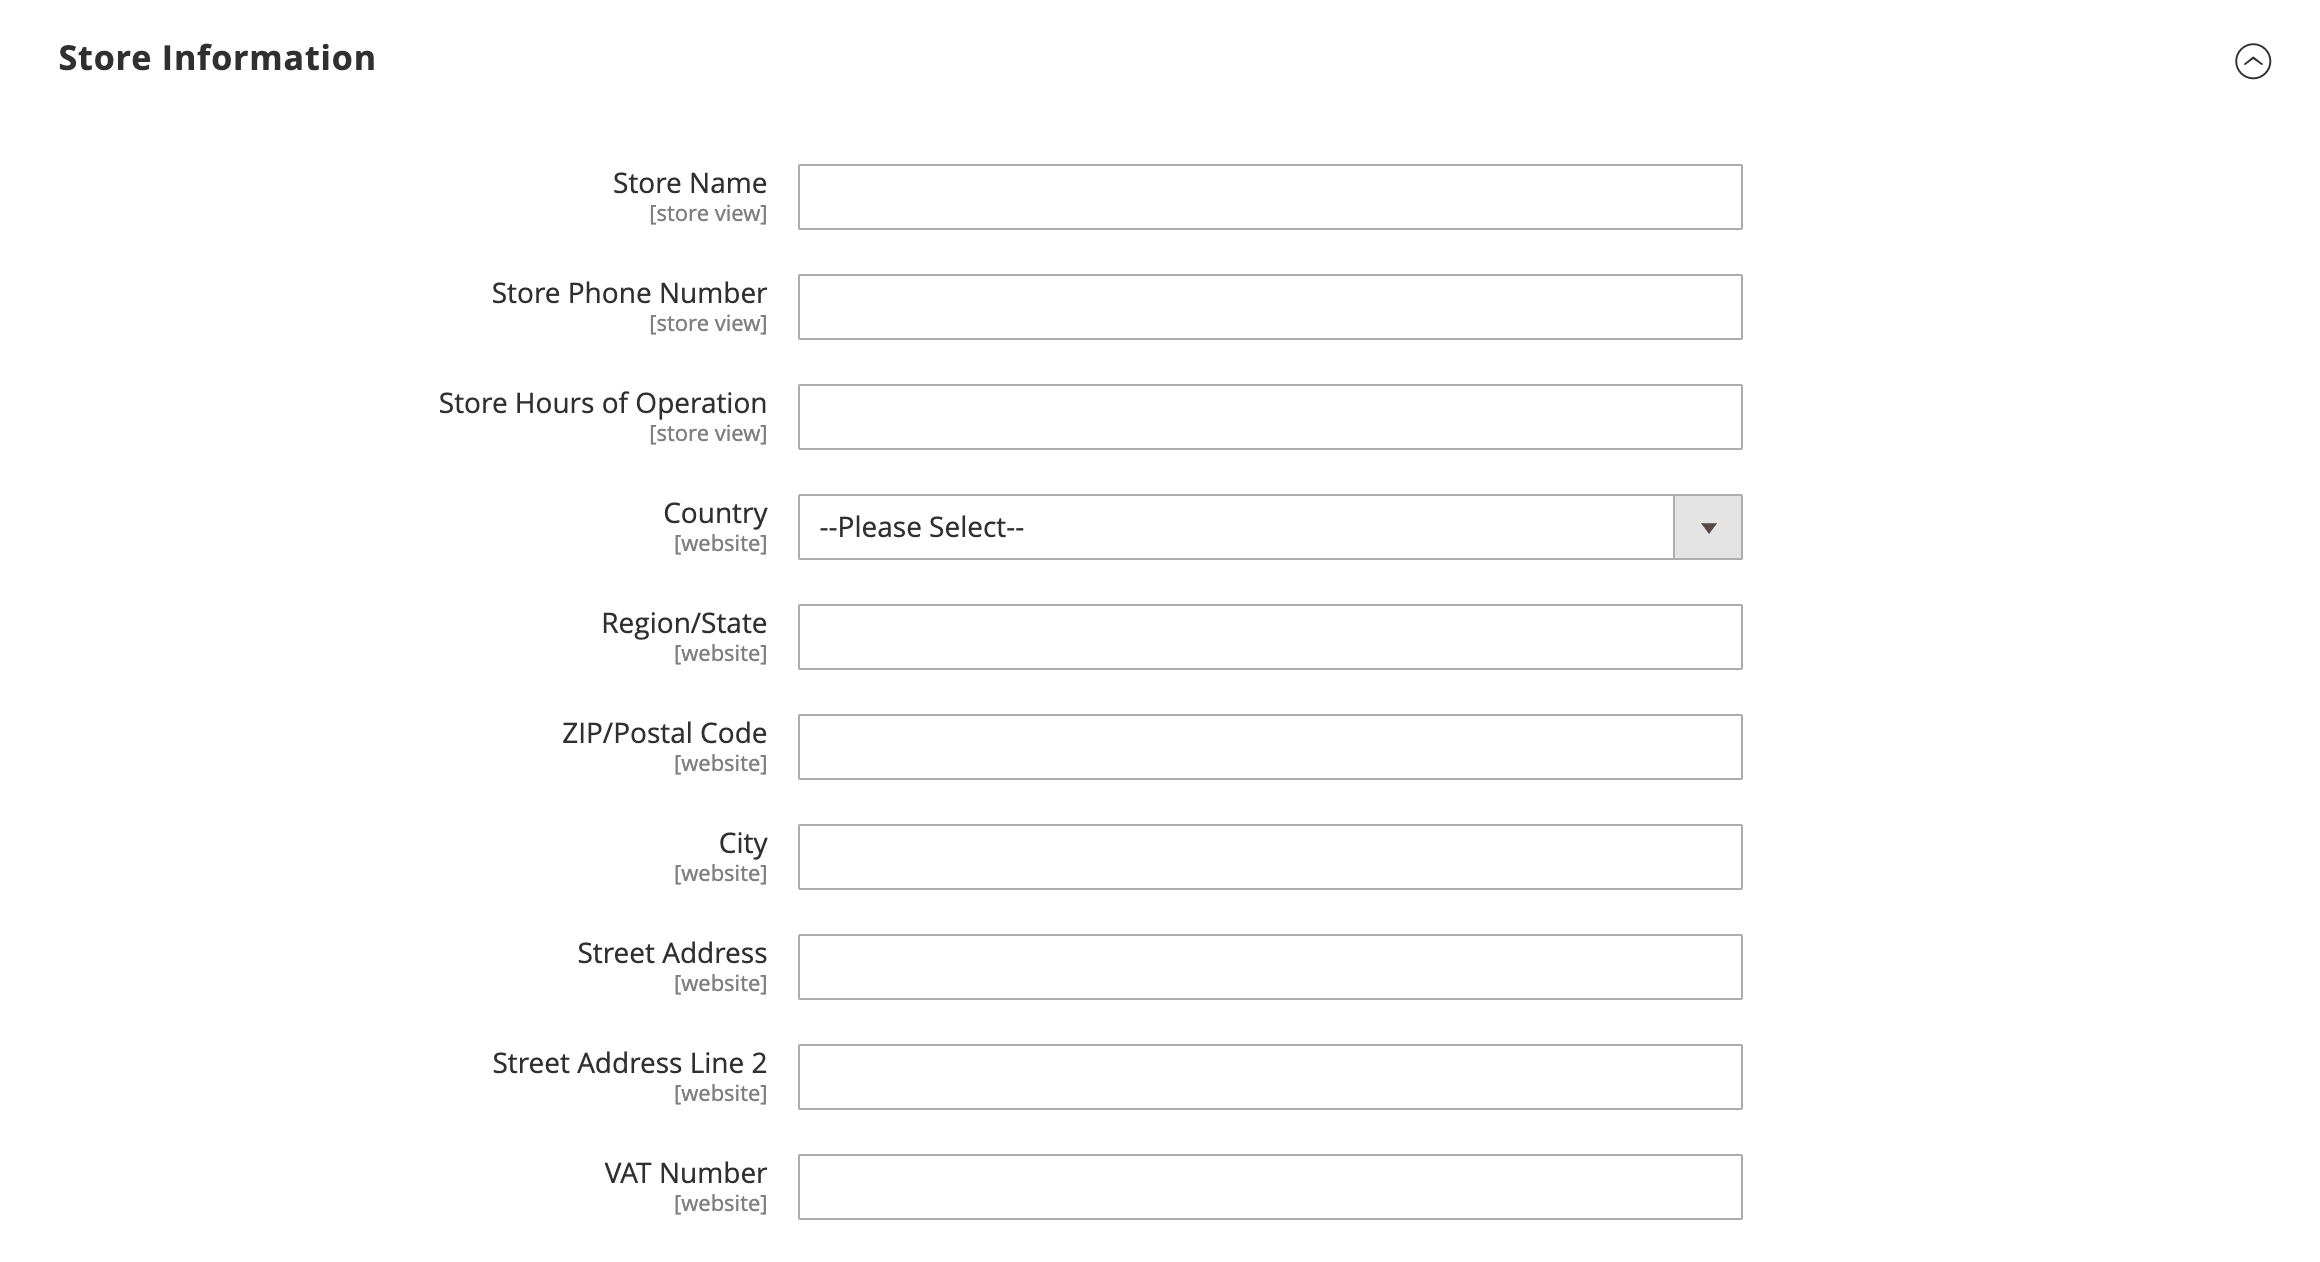 Store Information
Store Name
[store view]
Store Phone Number
[store view]
Store Hours of Operation
[store view]
Country
[website]
--Please Select--
Region/State
[website]
ZIP/Postal Code
[website]
City
[website]
Street Address
[website]
Street Address Line 2
[website]
VAT Number
[website]